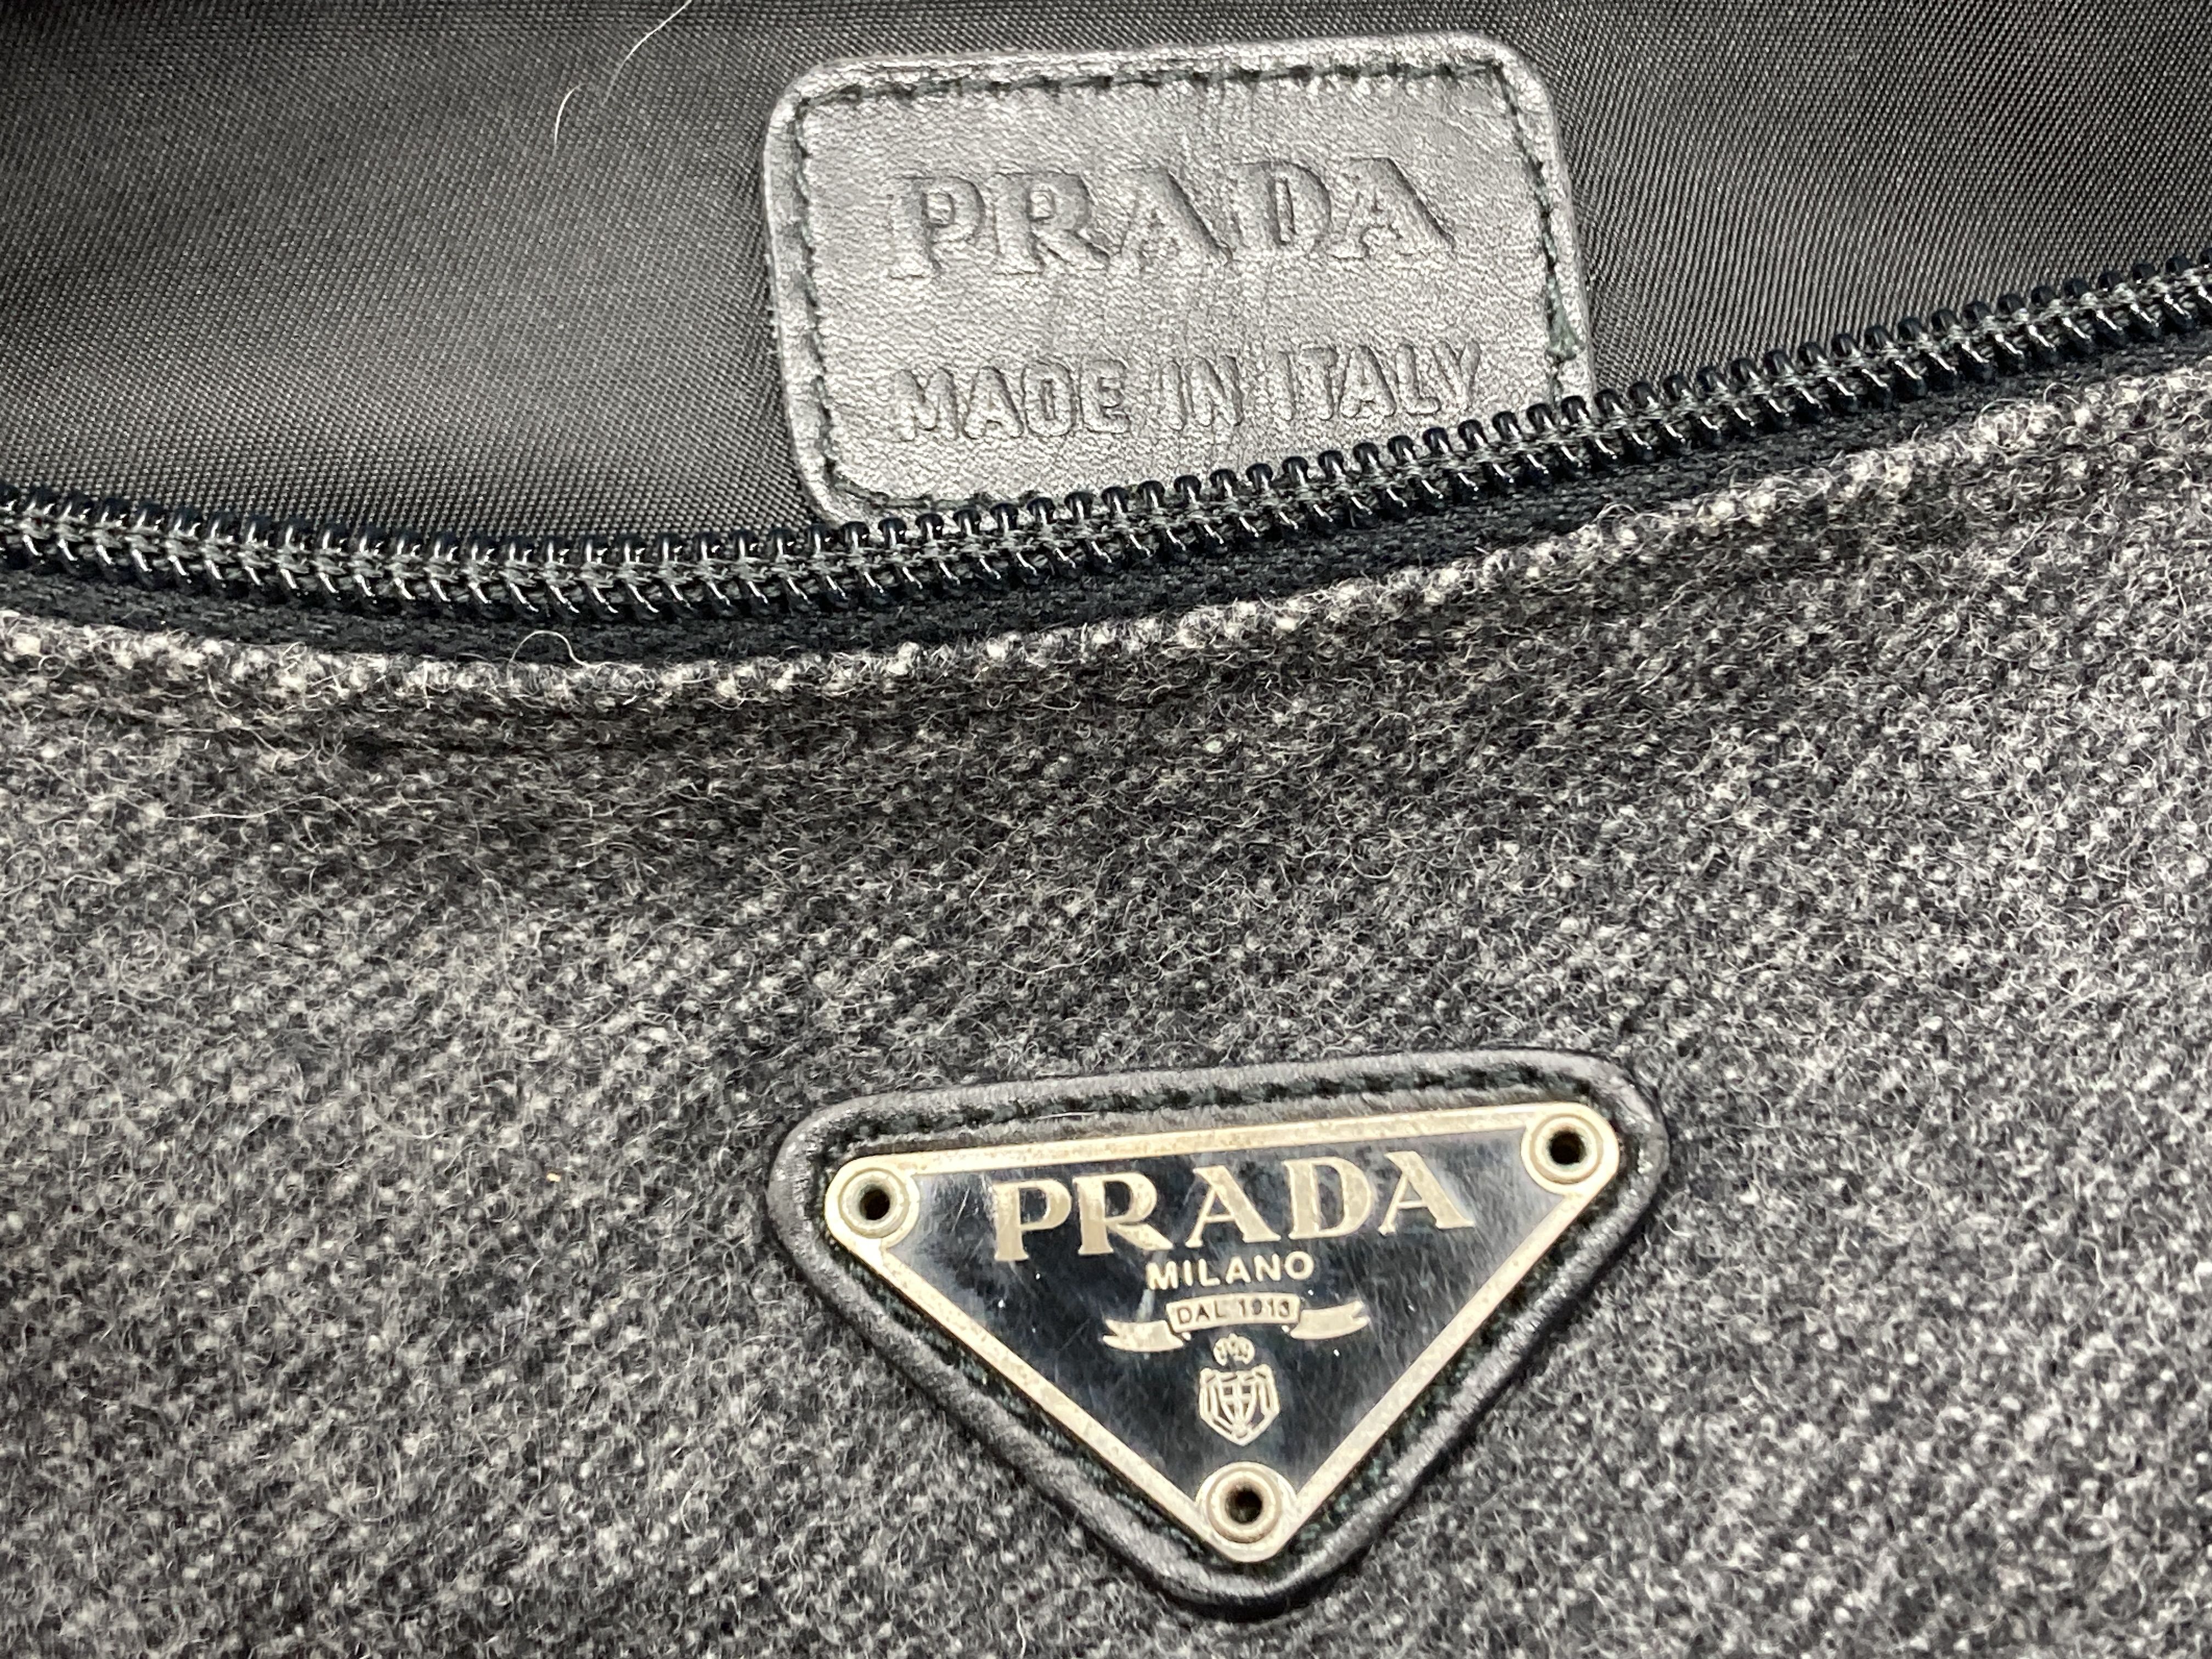 PRADA
MADE IN ITALY
PRADA
MILANO
DAL 1913